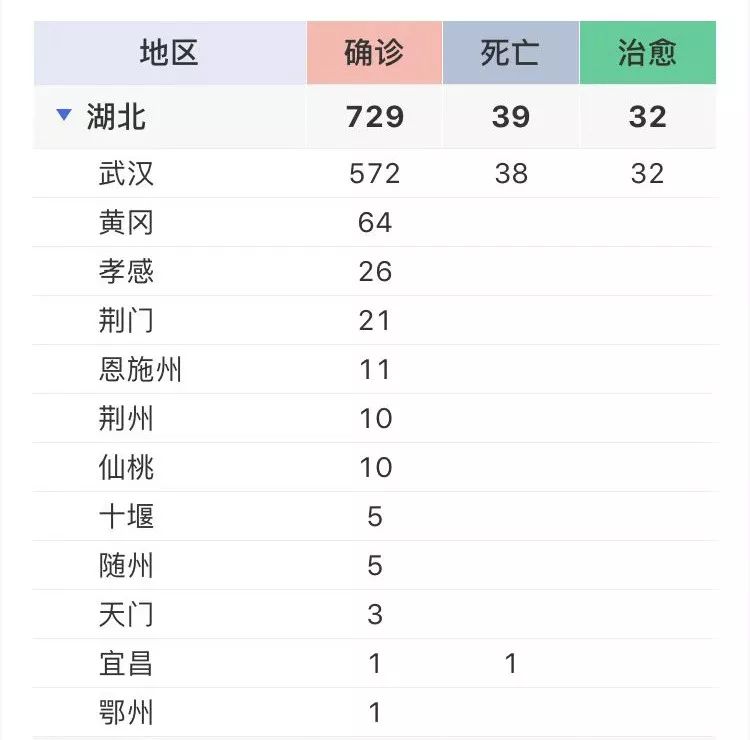 地区 确诊 死亡 治愈
湖北 729 39 32
武汉 572 38 32
黄冈 64
孝感 26
荆门 21
恩施州 11
荆州 10
仙桃 10
十堰 5
随州 5
天门 3
宜昌 1 1
鄂州 1